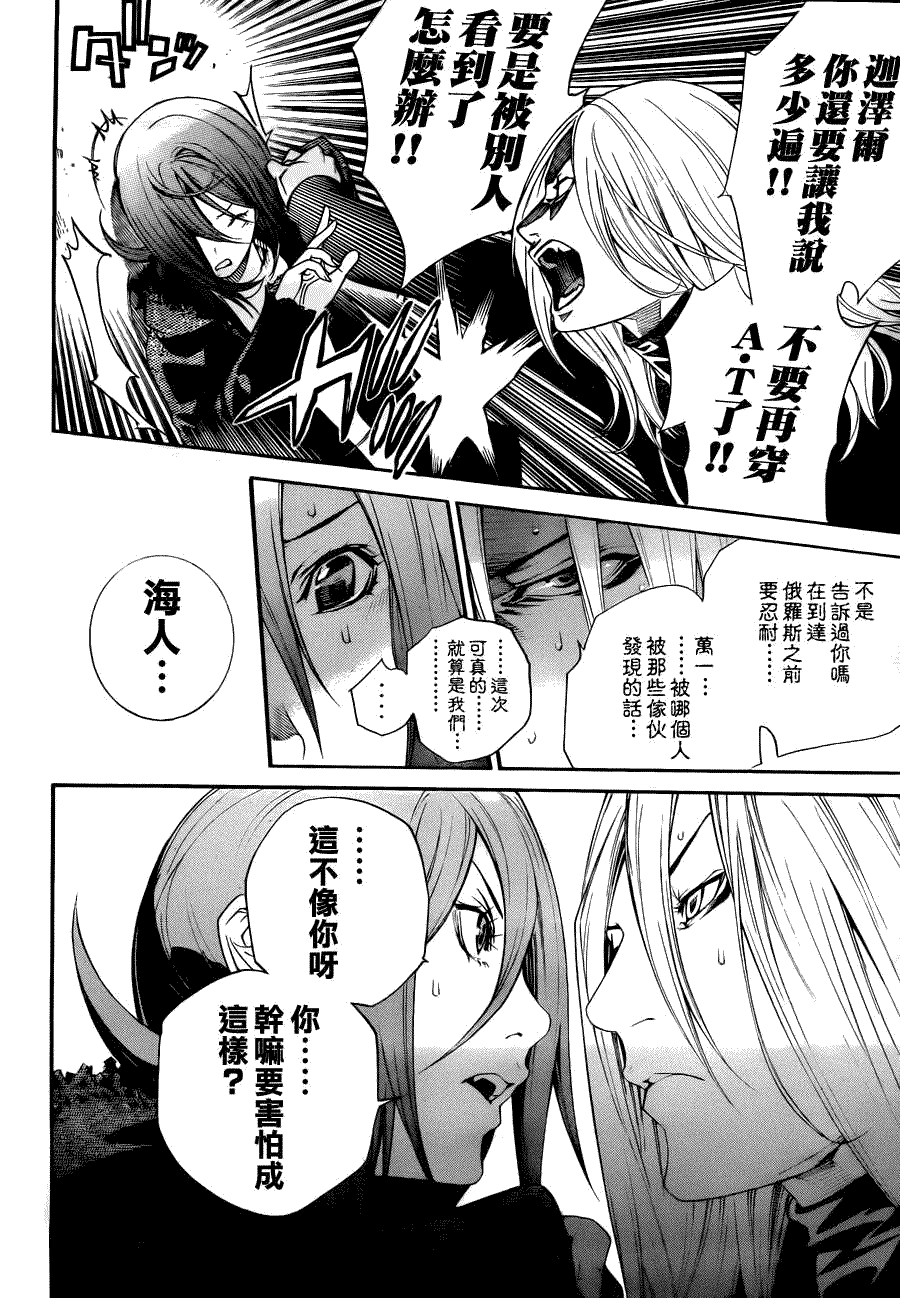 迦澤爾
你還要讓我說
多少遍!!
不要再穿
A・T了!!
要是被別人
看到了
怎麼辦!!
ダンッ
不是
告訴過你嗎
在到達
俄羅斯之前
要忍耐……
萬一…
……被哪個人
被那些傢伙
發現的話…
……這次
可真的……
就算是我們…
…
海人…
……
這不像你呀
你……
幹嘛要害怕成
這樣?